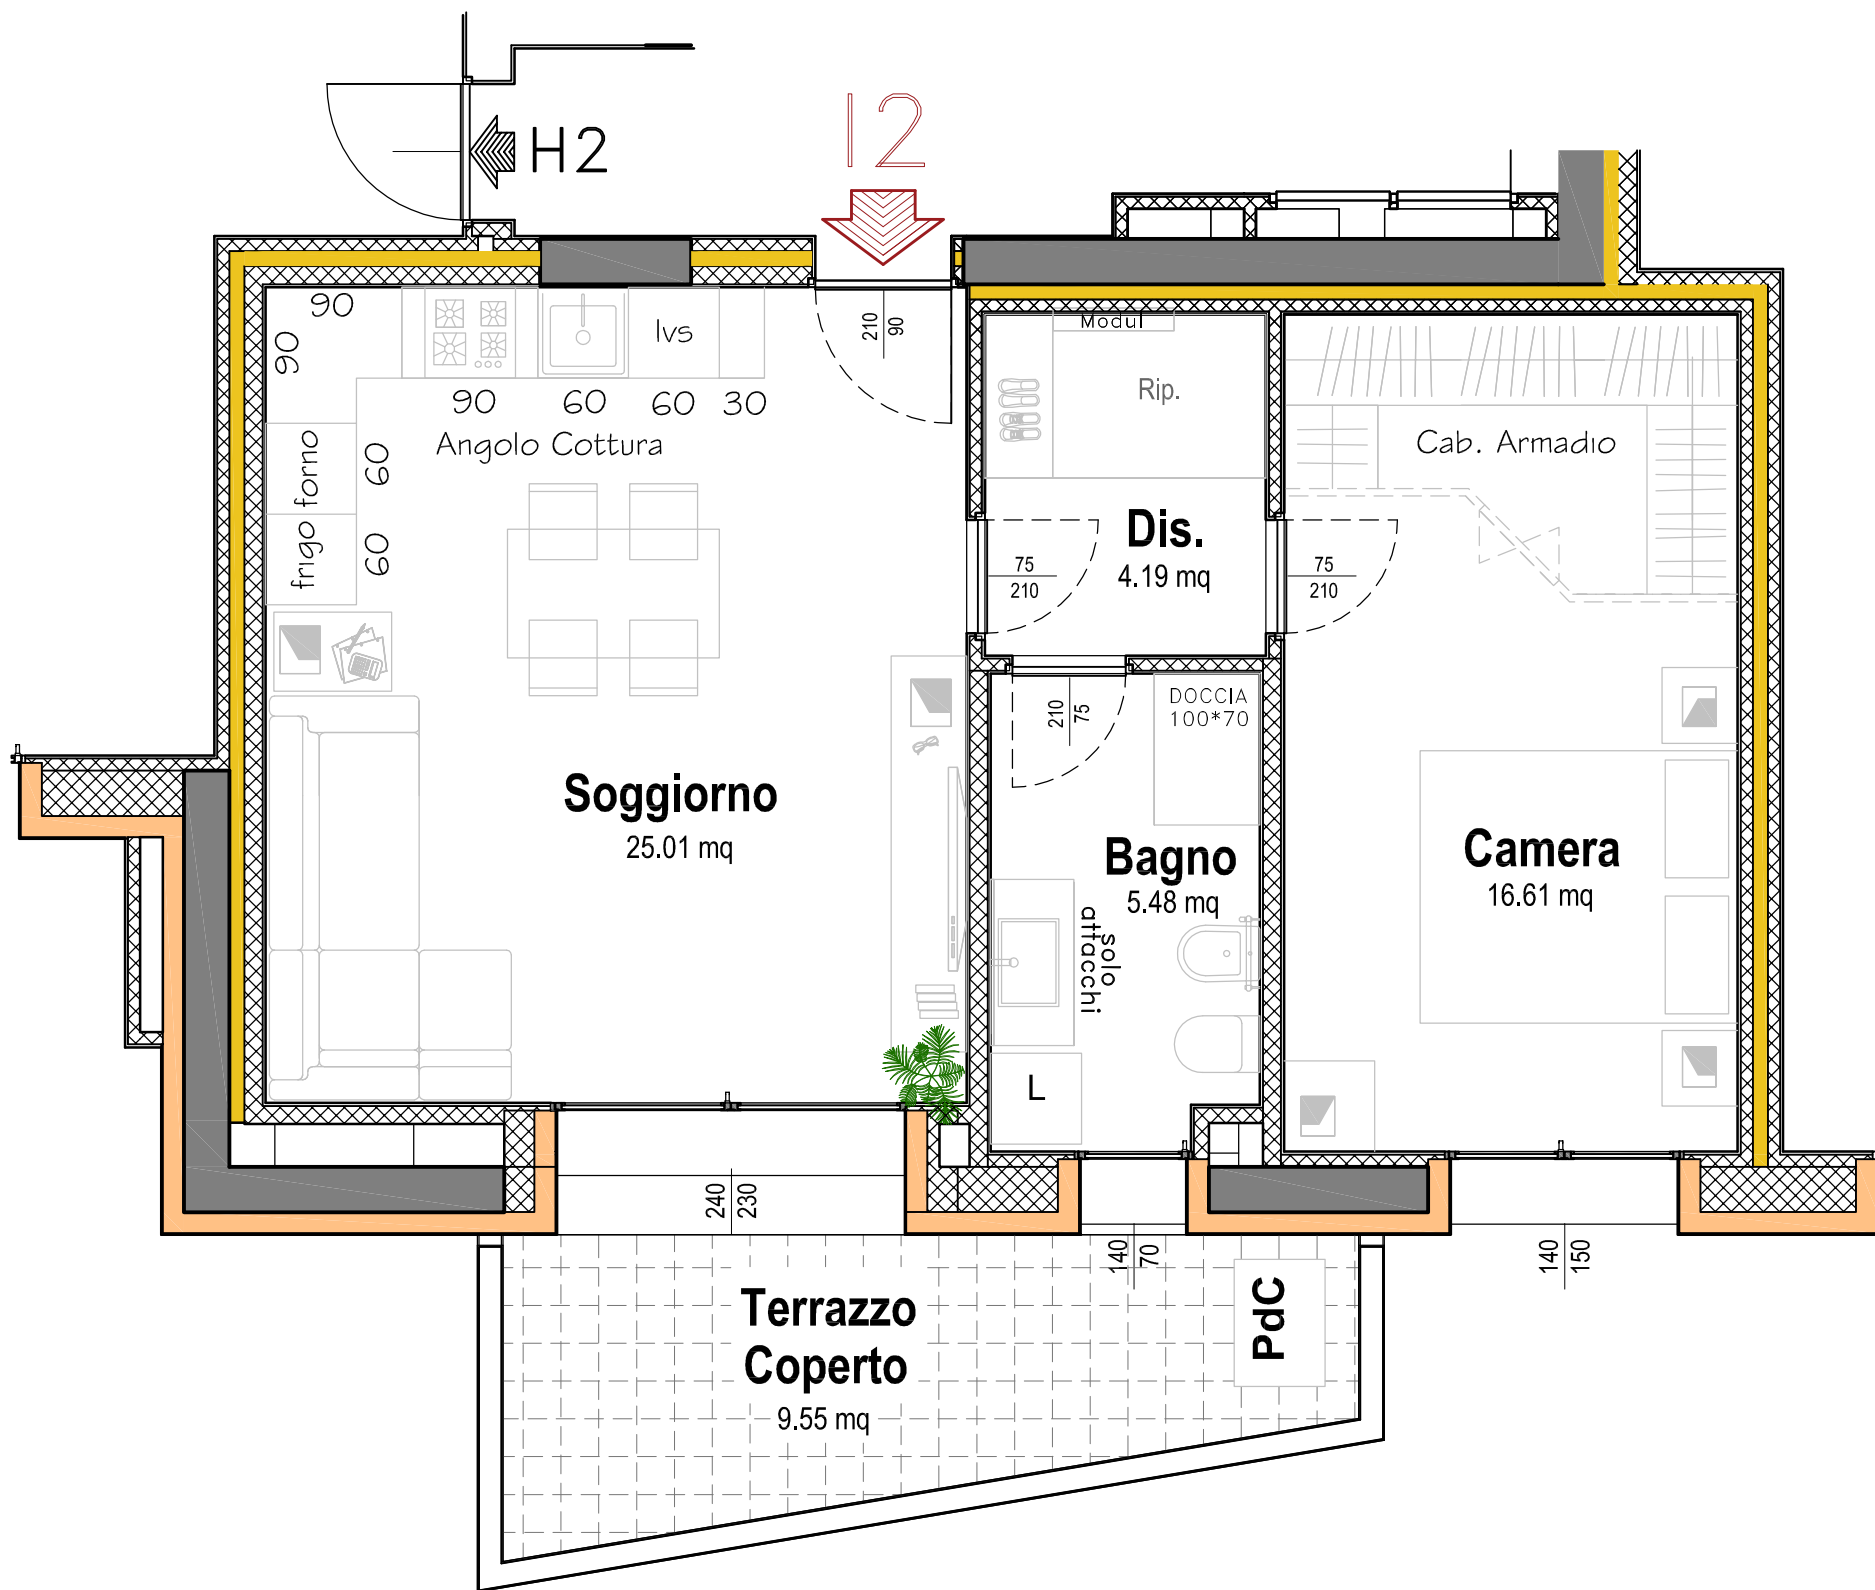 H2
I2
90
90
lvs
210
90
90
60
60
30
Angolo Cottura
forno
60
frigo
60
Modul
Rip.
Cab. Armadio
Dis.
4.19 mq
75
210
75
210
210
75
DOCCIA
100*70
Soggiorno
25.01 mq
Bagno
5.48 mq
Camera
16.61 mq
solo
attacchi
L
240
230
140
70
140
150
Terrazzo
Coperto
9.55 mq
PdC